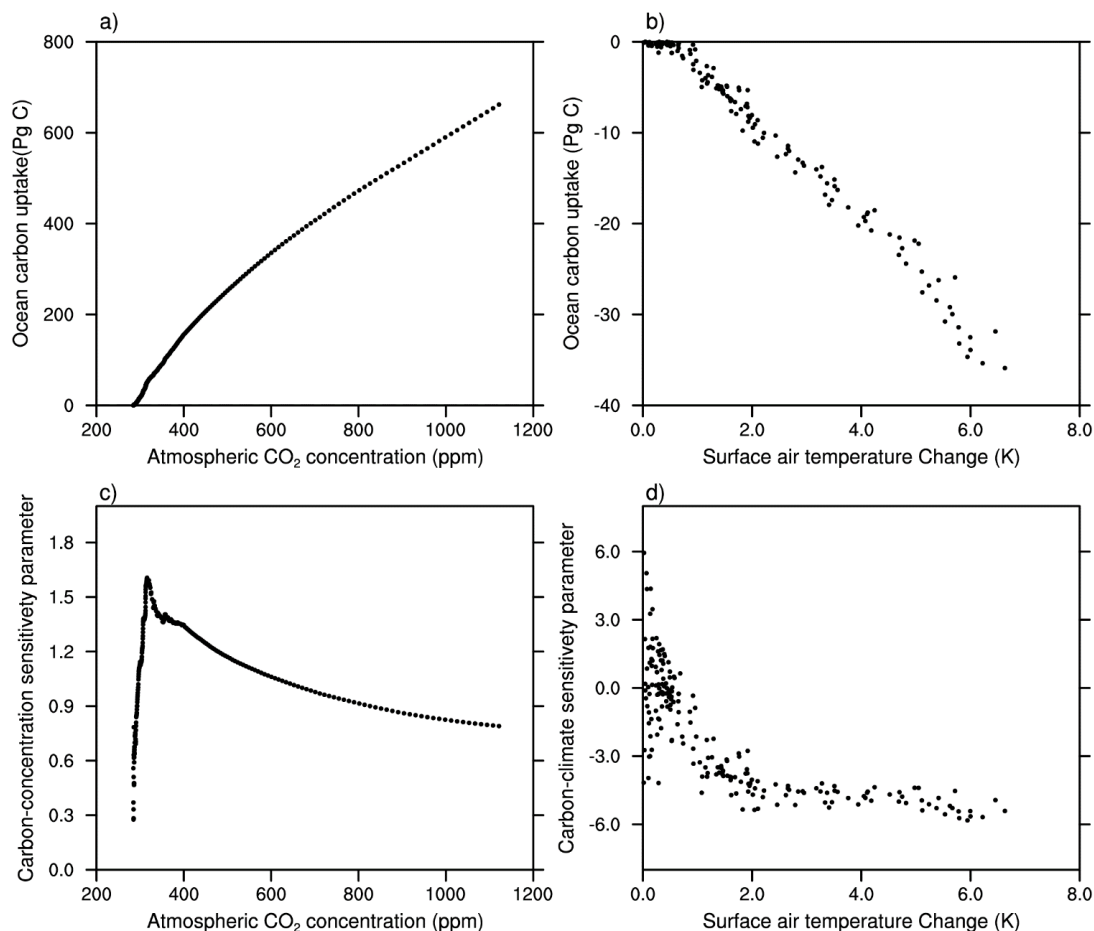 a)
800
600
400
200
0
Ocean carbon uptake(Pg C)
200 400 600 800 1000 1200
Atmospheric CO₂ concentration (ppm)
b)
0
-10
-20
-30
-40
Ocean carbon uptake (Pg C)
0.0 2.0 4.0 6.0 8.0
Surface air temperature Change (K)
c)
1.8
1.5
1.2
0.9
0.6
0.3
0.0
Carbon-concentration sensitivety parameter
200 400 600 800 1000 1200
Atmospheric CO₂ concentration (ppm)
d)
6.0
3.0
0.0
-3.0
-6.0
Carbon-climate sensitivety parameter
0.0 2.0 4.0 6.0 8.0
Surface air temperature Change (K)